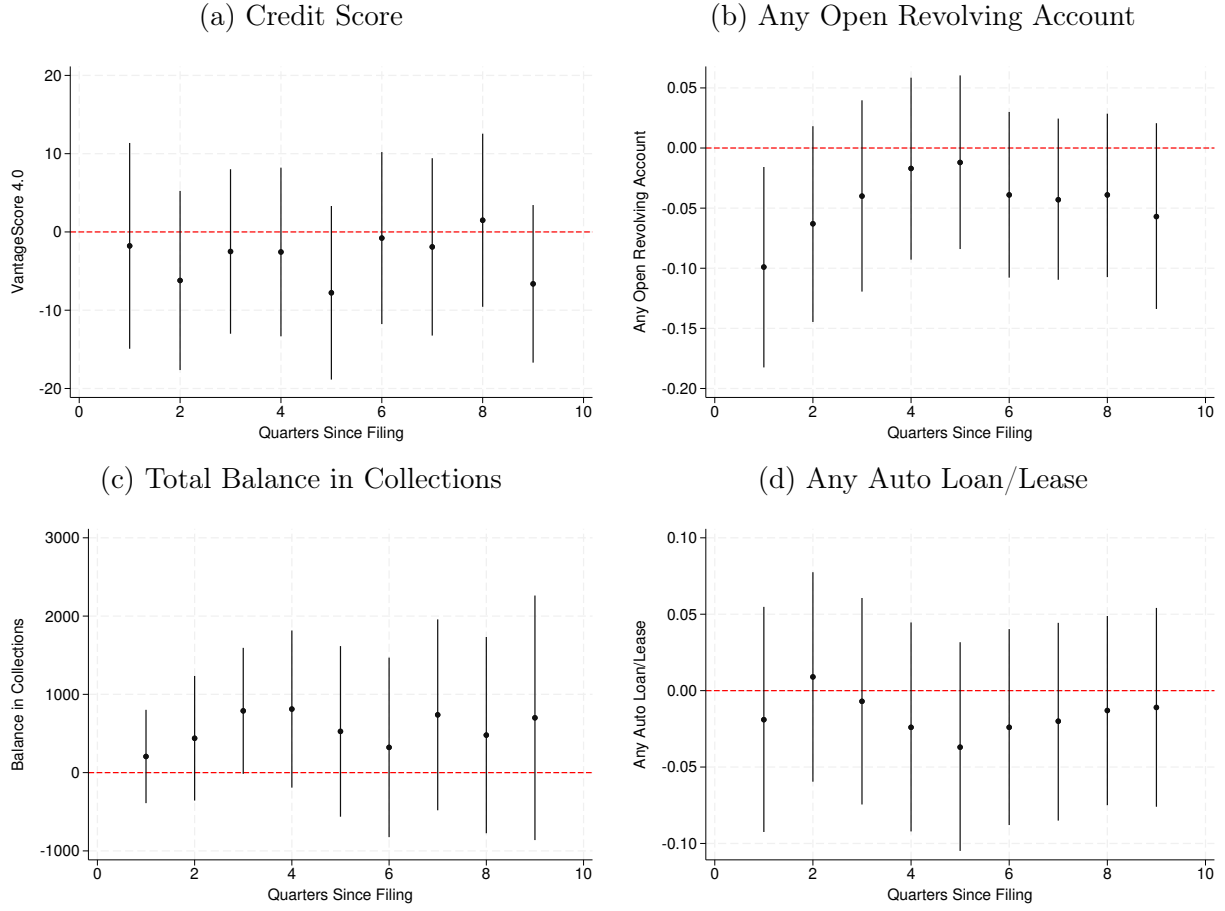 (a) Credit Score
20
10
0
-10
-20
VantageScore 4.0
0 2 4 6 8 10
Quarters Since Filing
(b) Any Open Revolving Account
0.05
0.00
-0.05
-0.10
-0.15
-0.20
Any Open Revolving Account
0 2 4 6 8 10
Quarters Since Filing
(c) Total Balance in Collections
3000
2000
1000
0
-1000
Balance in Collections
0 2 4 6 8 10
Quarters Since Filing
(d) Any Auto Loan/Lease
0.10
0.05
0.00
-0.05
-0.10
Any Auto Loan/Lease
0 2 4 6 8 10
Quarters Since Filing